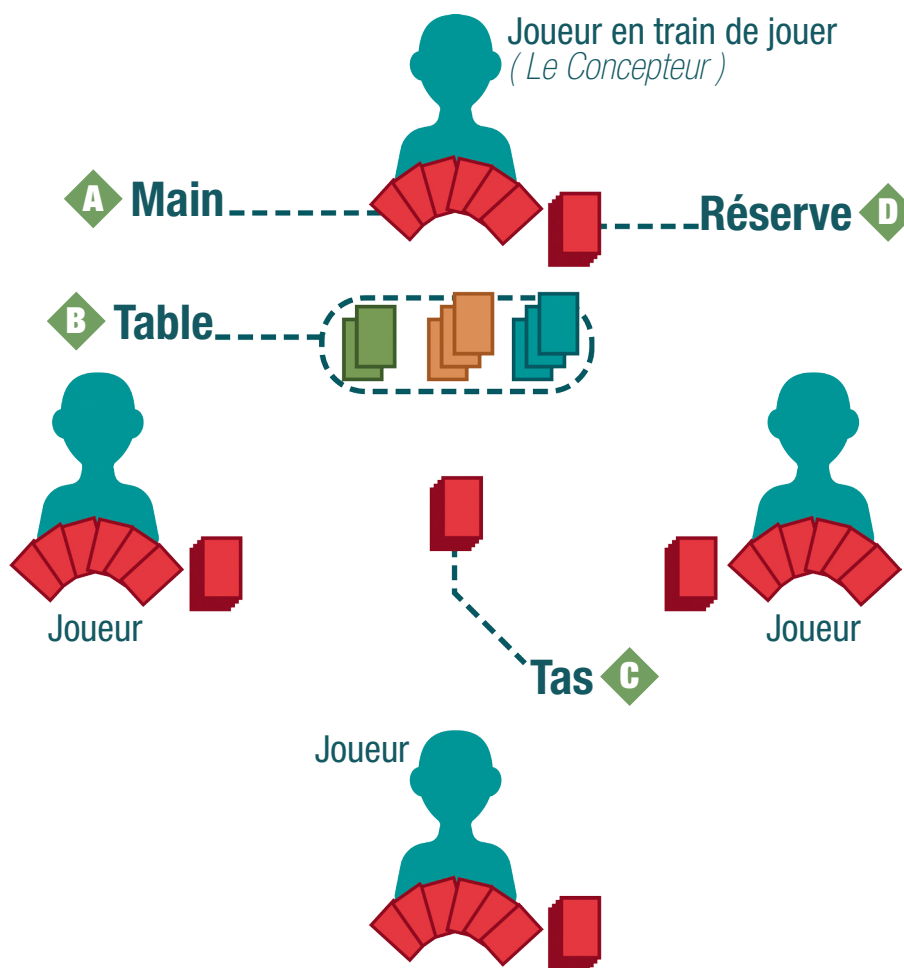 Joueur en train de jouer
( Le Concepteur )
A Main
Réserve D
B Table
Joueur
Joueur
Tas C
Joueur